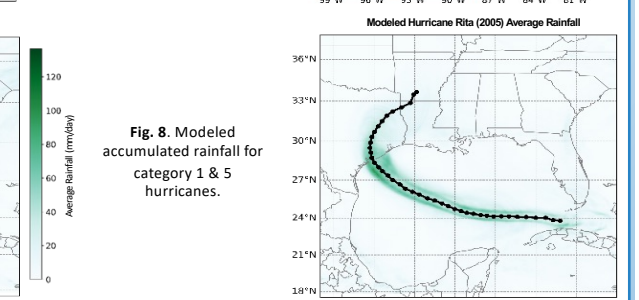 120
100
80
60
40
20
0
Average Rainfall (mm/day)
Fig. 8. Modeled
accumulated rainfall for
category 1 & 5
hurricanes.
99°W 96°W 93°W 90°W 87°W 84°W 81°W
Modeled Hurricane Rita (2005) Average Rainfall
36°N
33°N
30°N
27°N
24°N
21°N
18°N